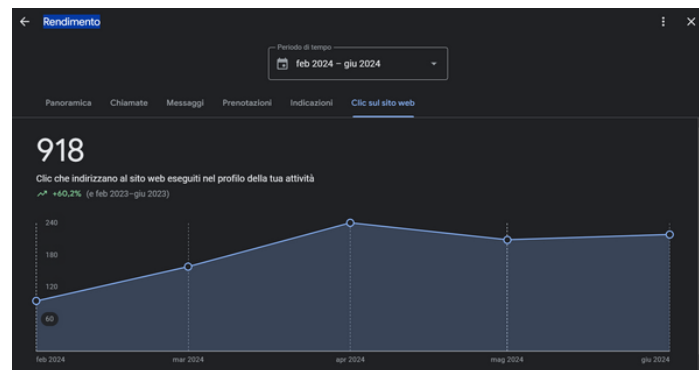 Rendimento
Periodo di tempo
feb 2024 – giu 2024
Panoramica Chiamate Messaggi Prenotazioni Indicazioni Clic sul sito web
918
Clic che indirizzano al sito web eseguiti nel profilo della tua attività
+60,2% (e feb 2023–giu 2023)
240
180
120
60
feb 2024 mar 2024 apr 2024 mag 2024 giu 2024